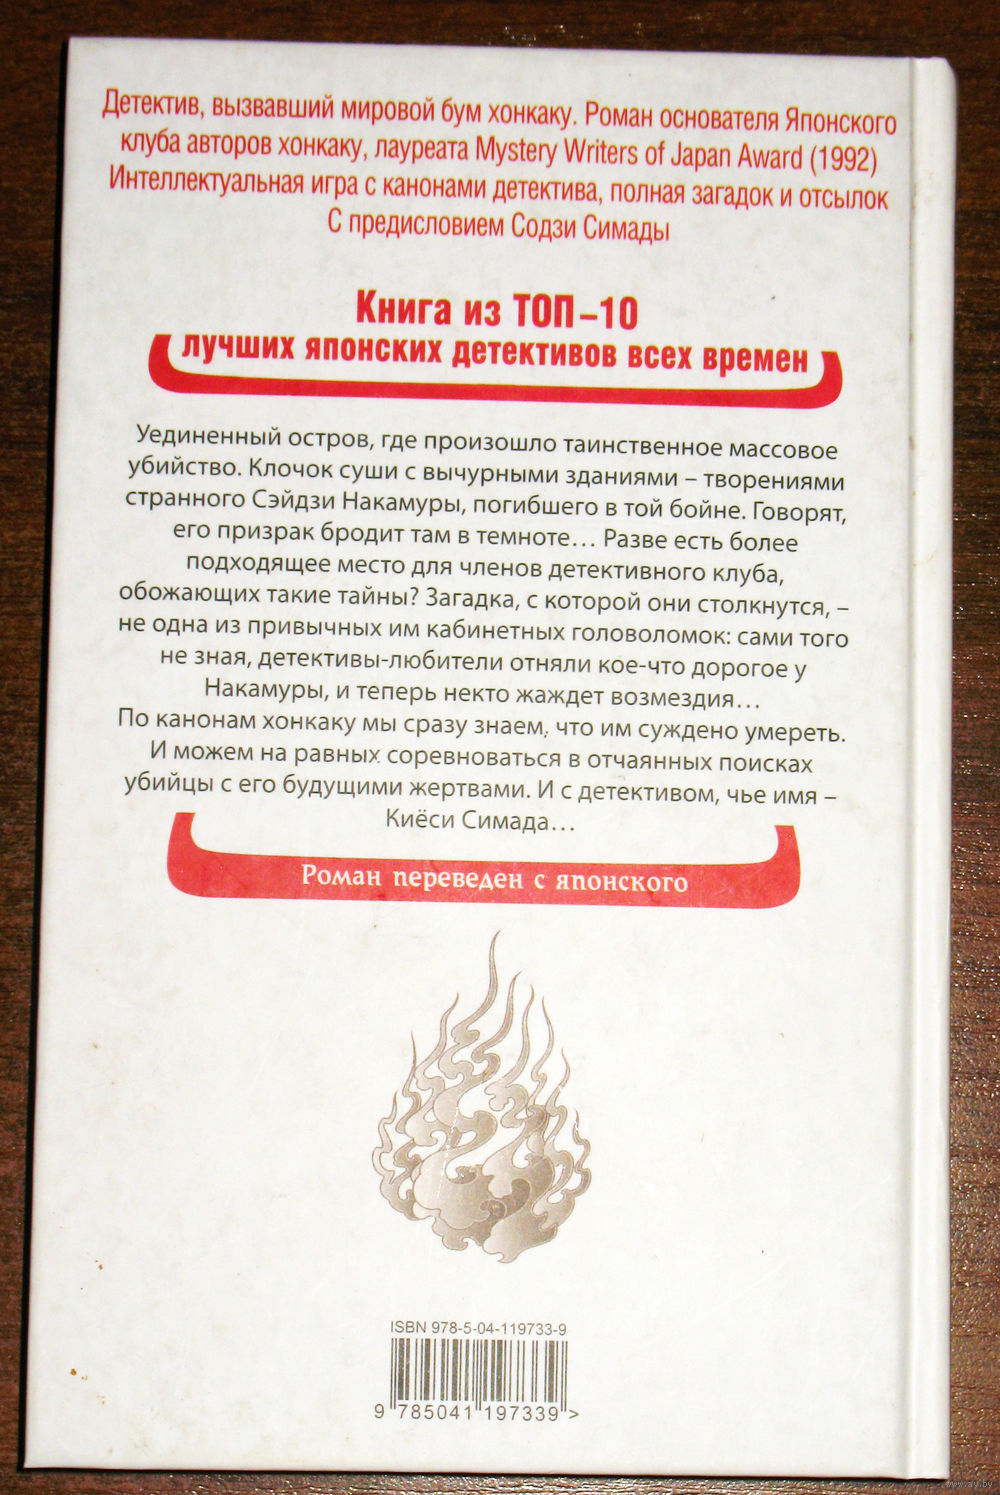 Детектив, вызвавший мировой бум хонкаку. Роман основателя Японского
клуба авторов хонкаку, лауреата Mystery Writers of Japan Award (1992)
Интеллектуальная игра с канонами детектива, полная загадок и отсылок
С предисловием Содзи Симады
Книга из ТОП–10
лучших японских детективов всех времен
Уединенный остров, где произошло таинственное массовое
убийство. Клочок суши с вычурными зданиями – творениями
странного Сэйдзи Накамуры, погибшего в той бойне. Говорят,
его призрак бродит там в темноте... Разве есть более
подходящее место для членов детективного клуба,
обожающих такие тайны? Загадка, с которой они столкнутся, –
не одна из привычных им кабинетных головоломок: сами того
не зная, детективы-любители отняли кое-что дорогое у
Накамуры, и теперь некто жаждет возмездия...
По канонам хонкаку мы сразу знаем, что им суждено умереть.
И можем на равных соревноваться в отчаянных поисках
убийцы с его будущими жертвами. И с детективом, чье имя –
Киёси Симада...
Роман переведен с японского
ISBN 978-5-04-119733-9
9 785041 197339 >
www.ay.by